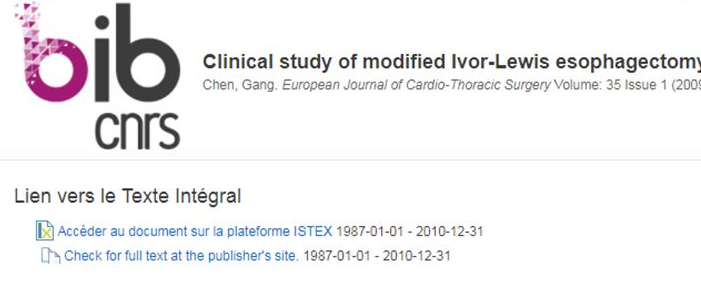 bib
cnrs
Clinical study of modified Ivor-Lewis esophagectomy
Chen, Gang. European Journal of Cardio-Thoracic Surgery Volume: 35 Issue 1 (2009
Lien vers le Texte Intégral
Accéder au document sur la plateforme ISTEX 1987-01-01 - 2010-12-31
Check for full text at the publisher's site. 1987-01-01 - 2010-12-31